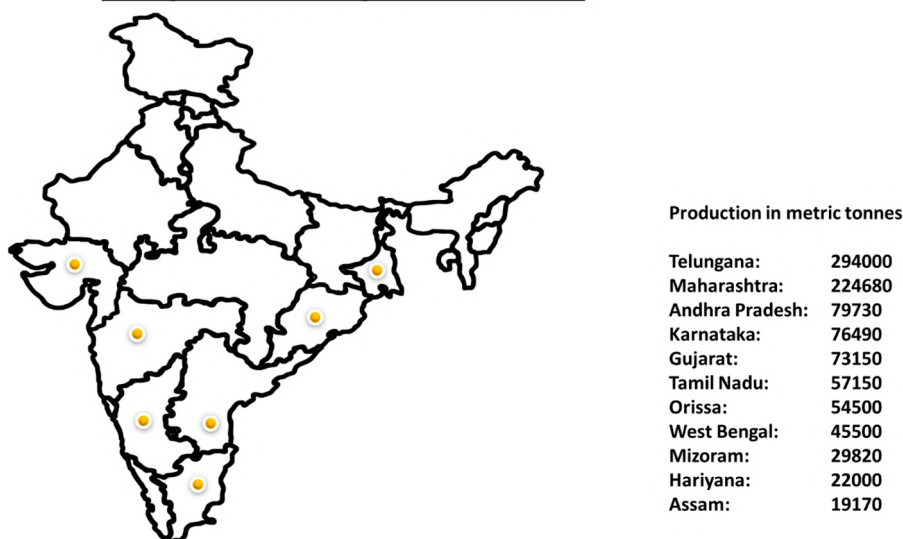 Production in metric tonnes
Telungana: 294000
Maharashtra: 224680
Andhra Pradesh: 79730
Karnataka: 76490
Gujarat: 73150
Tamil Nadu: 57150
Orissa: 54500
West Bengal: 45500
Mizoram: 29820
Hariyana: 22000
Assam: 19170